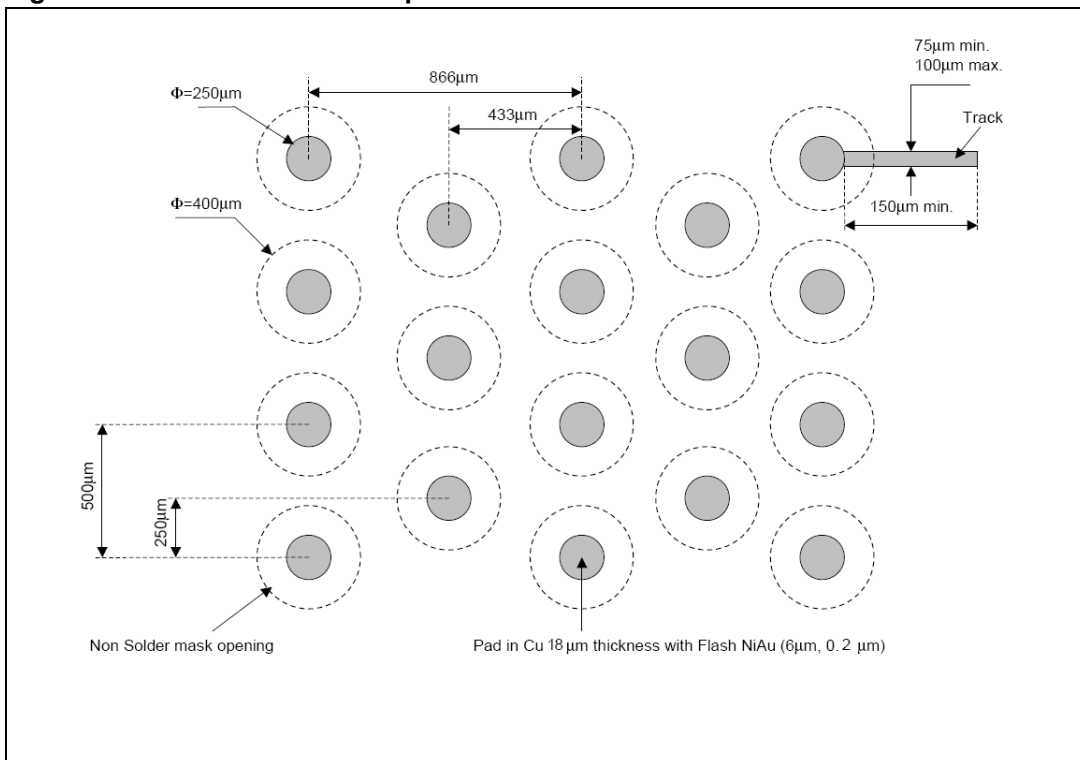 75µm min.
100µm max.
866µm
Φ=250µm
433µm
Track
Φ=400µm
150µm min.
500µm
250µm
Non Solder mask opening
Pad in Cu 18 µm thickness with Flash NiAu (6µm, 0.2 µm)